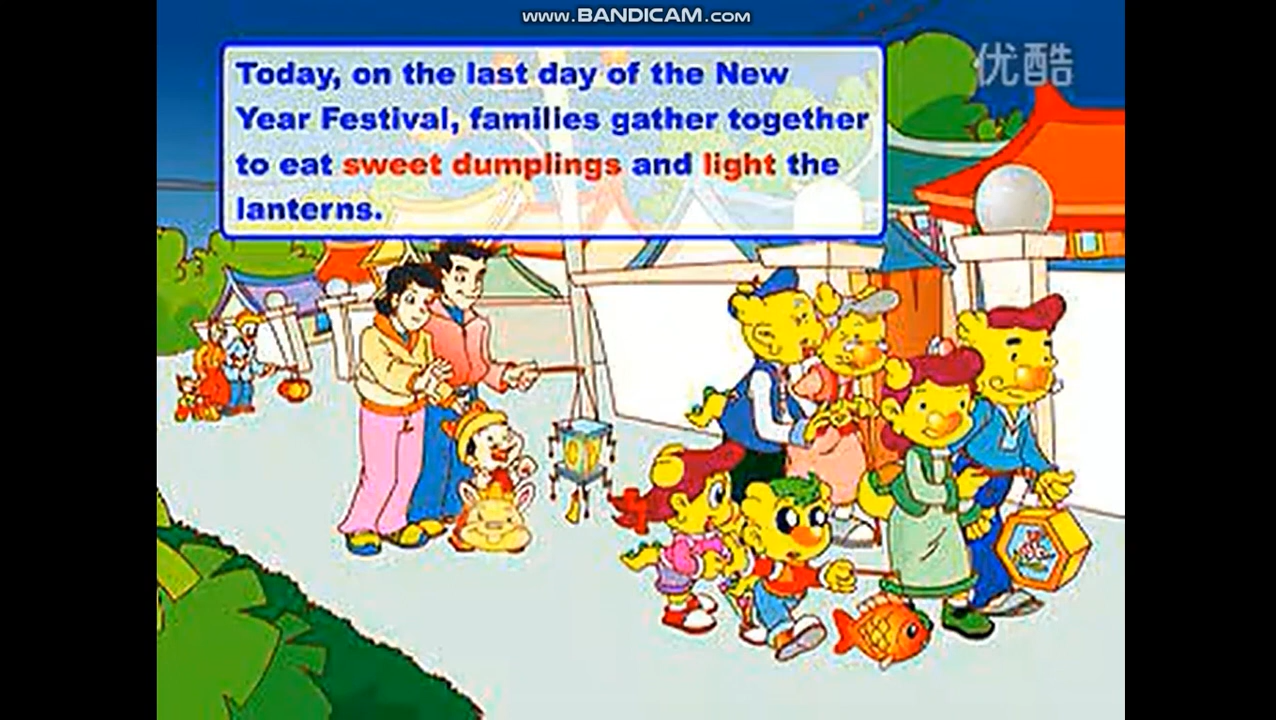 www.BANDICAM.com
优酷
Today, on the last day of the New
Year Festival, families gather together
to eat sweet dumplings and light the
lanterns.